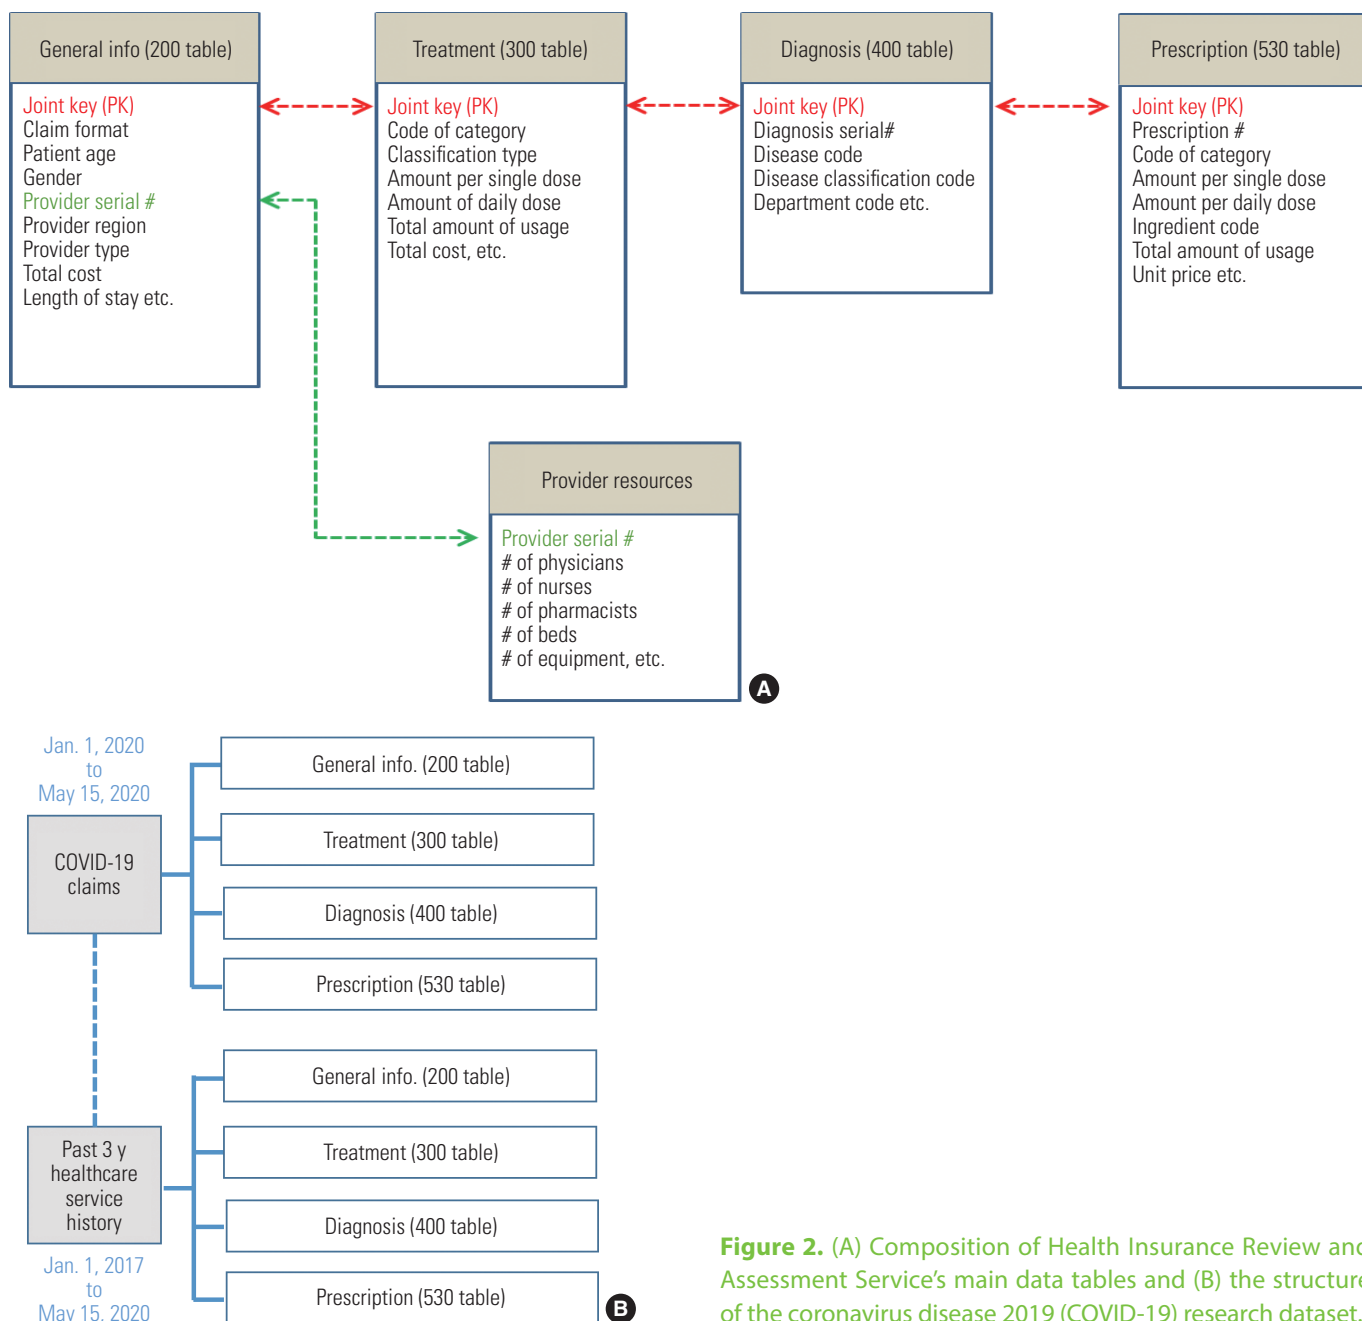 General info (200 table)
Joint key (PK)
Claim format
Patient age
Gender
Provider serial #
Provider region
Provider type
Total cost
Length of stay etc.
Treatment (300 table)
Joint key (PK)
Code of category
Classification type
Amount per single dose
Amount of daily dose
Total amount of usage
Total cost, etc.
Diagnosis (400 table)
Joint key (PK)
Diagnosis serial#
Disease code
Disease classification code
Department code etc.
Prescription (530 table)
Joint key (PK)
Prescription #
Code of category
Amount per single dose
Amount per daily dose
Ingredient code
Total amount of usage
Unit price etc.
Provider resources
Provider serial #
# of physicians
# of nurses
# of pharmacists
# of beds
# of equipment, etc.
A
Jan. 1, 2020
to
May 15, 2020
COVID-19
claims
General info. (200 table)
Treatment (300 table)
Diagnosis (400 table)
Prescription (530 table)
Past 3 y
healthcare
service
history
Jan. 1, 2017
to
May 15, 2020
General info. (200 table)
Treatment (300 table)
Diagnosis (400 table)
Prescription (530 table)
B
Figure 2. (A) Composition of Health Insurance Review and
Assessment Service's main data tables and (B) the structure
of the coronavirus disease 2019 (COVID-19) research dataset.